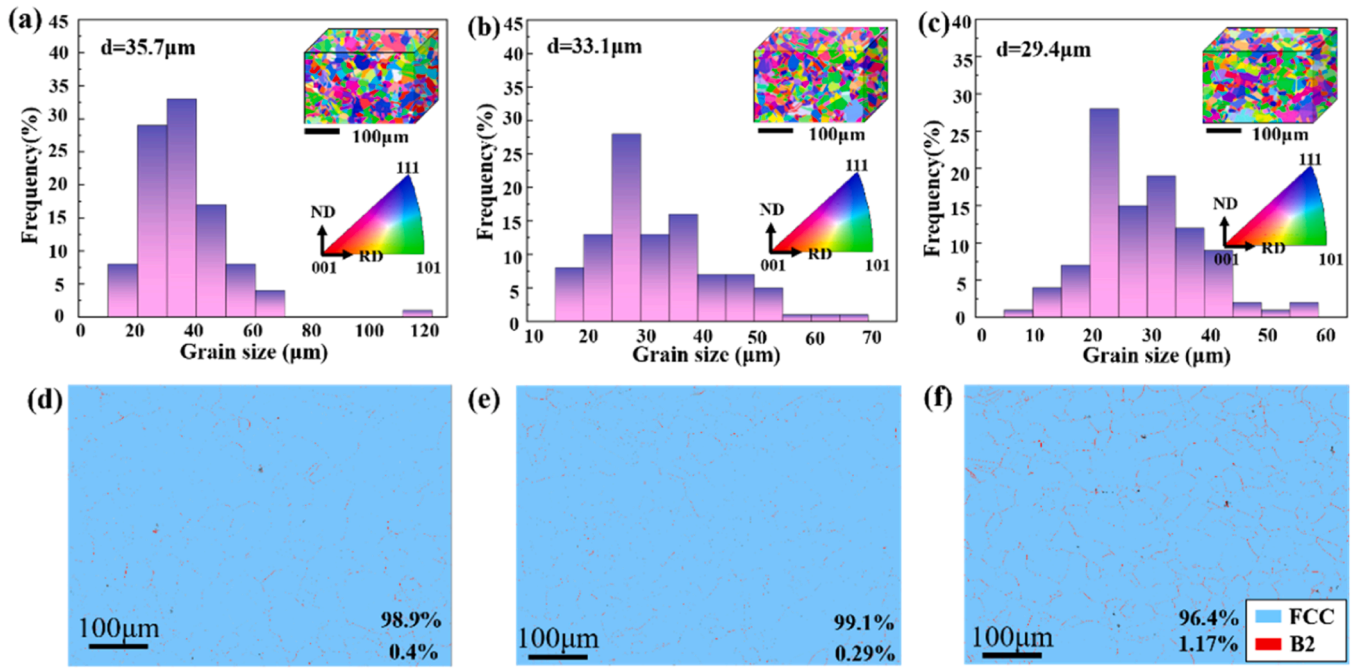 (a)
d=35.7μm
100μm
111
ND
RD
001
101
45
40
35
30
25
20
15
10
5
0
Frequency(%)
0 20 40 60 80 100 120
Grain size (μm)
(b)
d=33.1μm
100μm
111
ND
RD
001
101
45
40
35
30
25
20
15
10
5
0
Frequency(%)
10 20 30 40 50 60 70
Grain size (μm)
(c)
d=29.4μm
100μm
111
ND
RD
001
101
40
35
30
25
20
15
10
5
0
Frequency(%)
0 10 20 30 40 50 60
Grain size (μm)
(d)
100μm
98.9%
0.4%
(e)
100μm
99.1%
0.29%
(f)
100μm
96.4%
1.17%
FCC
B2